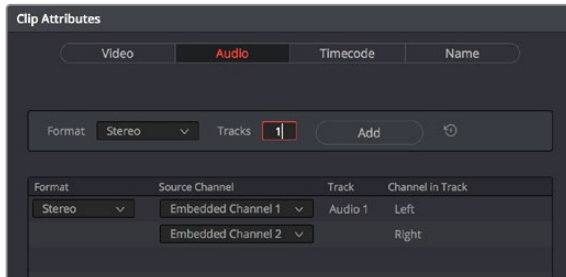 Clip Attributes
Video Audio Timecode Name
Format Stereo Tracks 1 Add
Format Source Channel Track Channel in Track
Stereo Embedded Channel 1 Audio 1 Left
Embedded Channel 2 Right